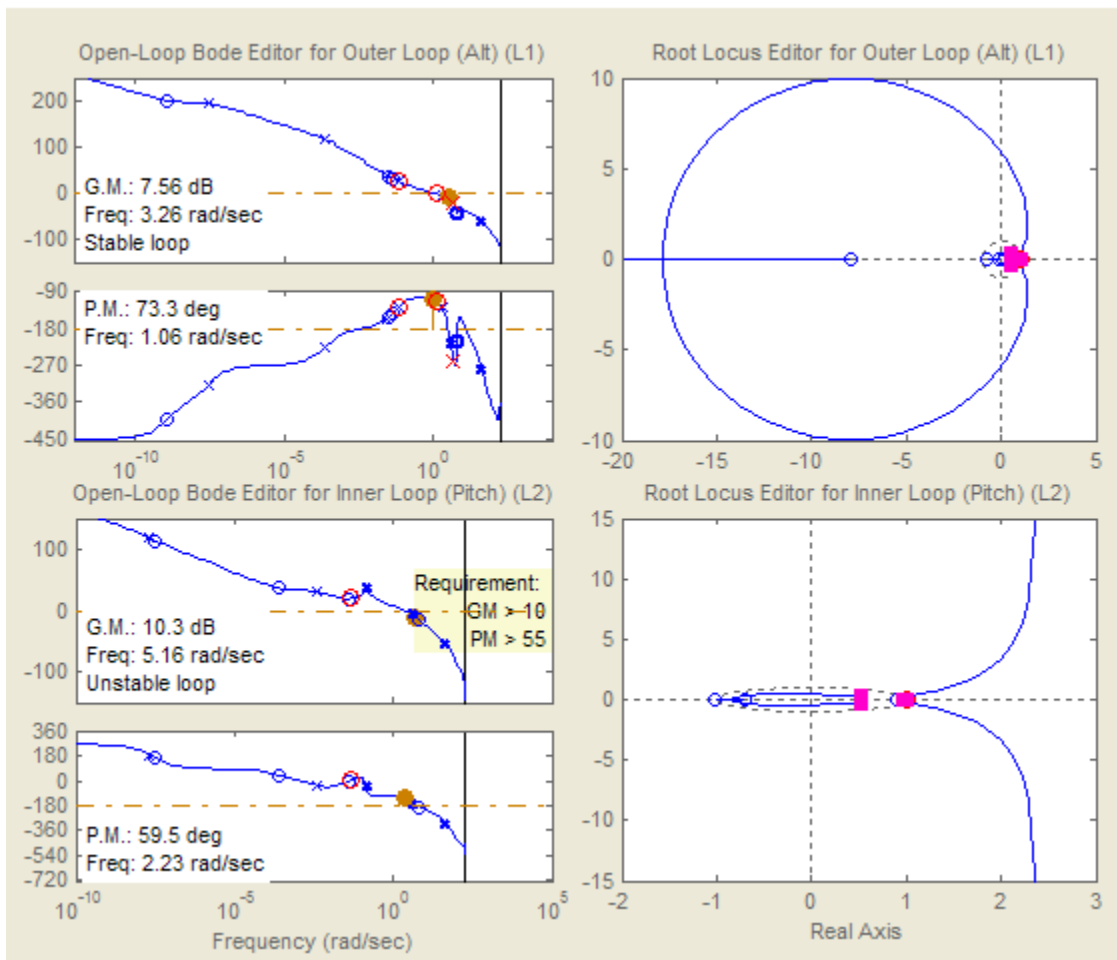 Open-Loop Bode Editor for Outer Loop (Alt) (L1)
200
100
0
-100
G.M.: 7.56 dB
Freq: 3.26 rad/sec
Stable loop
-90
-180
-270
-360
-450
P.M.: 73.3 deg
Freq: 1.06 rad/sec
10^-10
10^-5
10^0
Root Locus Editor for Outer Loop (Alt) (L1)
10
5
0
-5
-10
-20
-15
-10
-5
0
5
Open-Loop Bode Editor for Inner Loop (Pitch) (L2)
100
0
-100
Requirement:
GM > 10
PM > 55
G.M.: 10.3 dB
Freq: 5.16 rad/sec
Unstable loop
360
180
0
-180
-360
-540
-720
P.M.: 59.5 deg
Freq: 2.23 rad/sec
10^-10
10^-5
10^0
10^5
Frequency (rad/sec)
Root Locus Editor for Inner Loop (Pitch) (L2)
15
10
5
0
-5
-10
-15
-2
-1
0
1
2
3
Real Axis